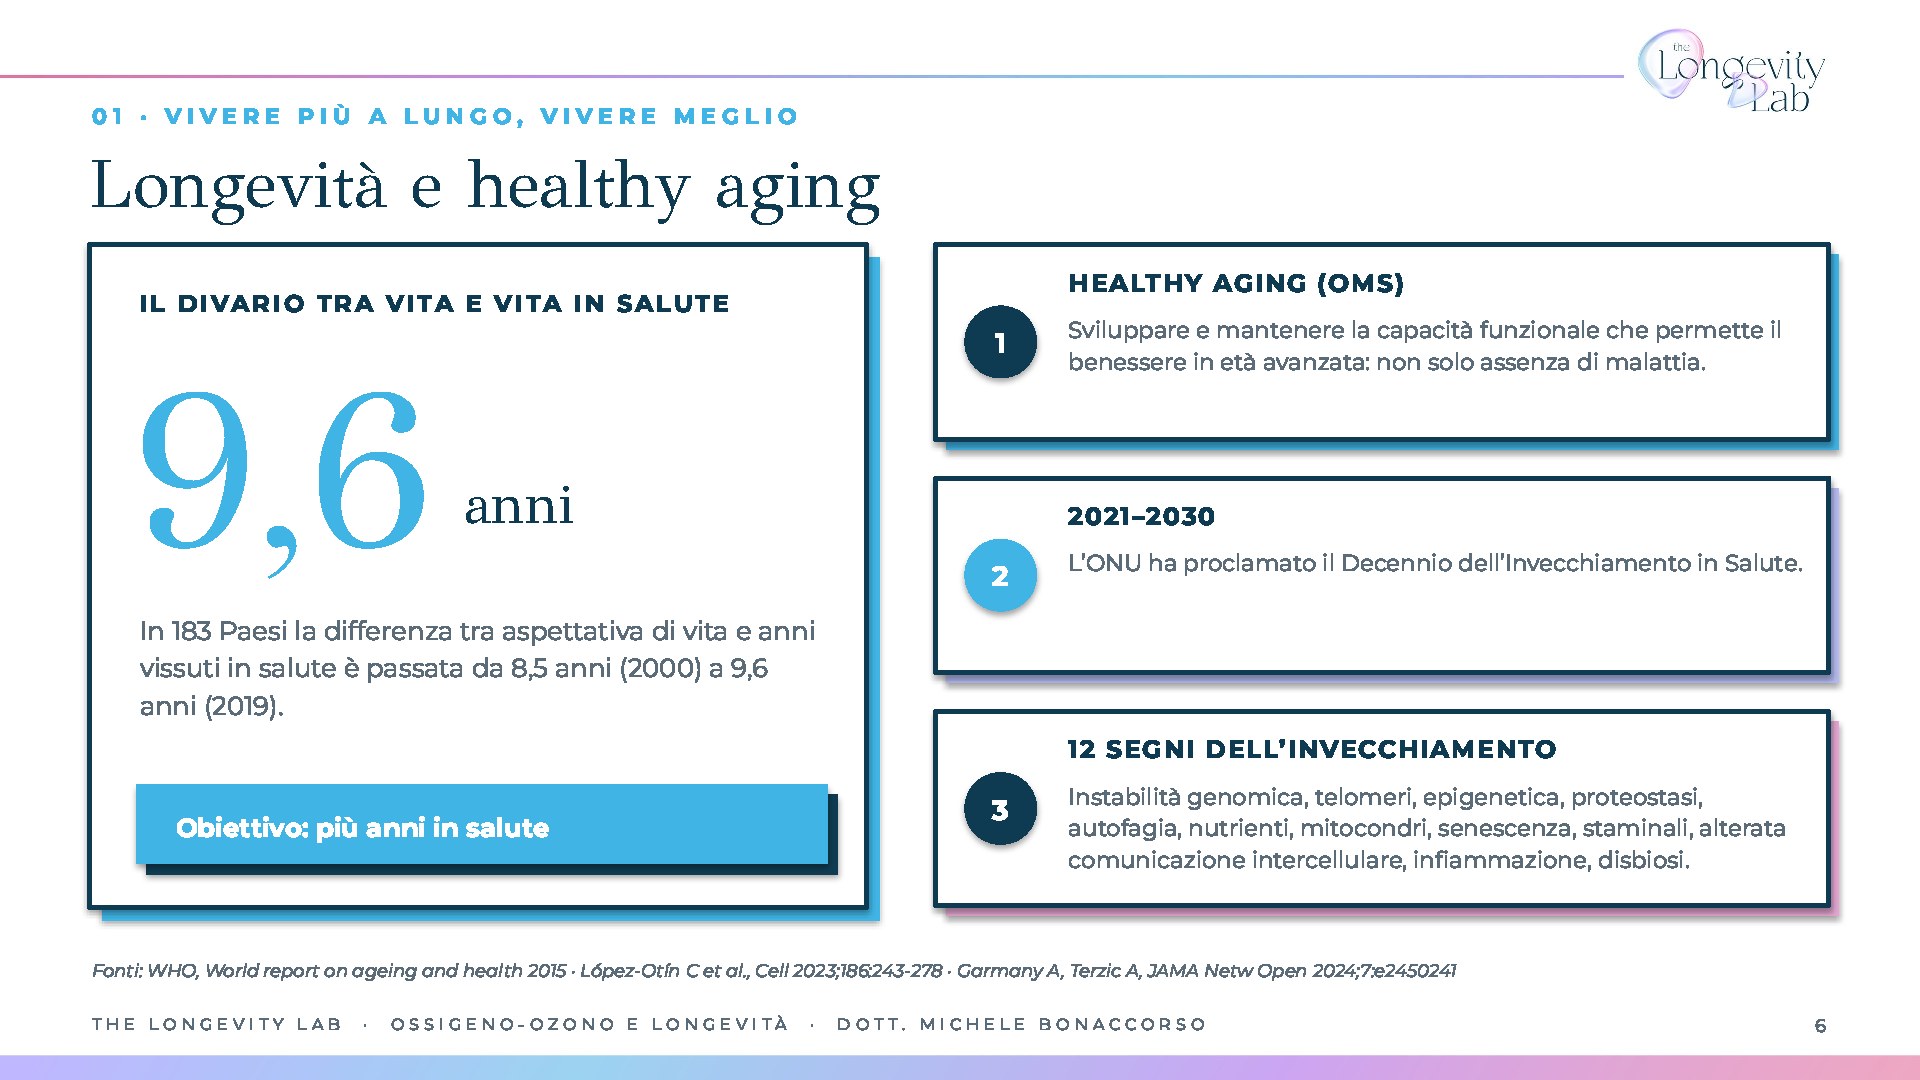 the
Longevity
Lab
01 · VIVERE PIÙ A LUNGO, VIVERE MEGLIO
Longevità e healthy aging
IL DIVARIO TRA VITA E VITA IN SALUTE
9,6 anni
In 183 Paesi la differenza tra aspettativa di vita e anni
vissuti in salute è passata da 8,5 anni (2000) a 9,6
anni (2019).
Obiettivo: più anni in salute
1
HEALTHY AGING (OMS)
Sviluppare e mantenere la capacità funzionale che permette il
benessere in età avanzata: non solo assenza di malattia.
2
2021–2030
L’ONU ha proclamato il Decennio dell’Invecchiamento in Salute.
3
12 SEGNI DELL’INVECCHIAMENTO
Instabilità genomica, telomeri, epigenetica, proteostasi,
autofagia, nutrienti, mitocondri, senescenza, staminali, alterata
comunicazione intercellulare, infiammazione, disbiosi.
Fonti: WHO, World report on ageing and health 2015 · López-Otín C et al., Cell 2023;186:243-278 · Garmany A, Terzic A, JAMA Netw Open 2024;7:e2450241
THE LONGEVITY LAB · OSSIGENO-OZONO E LONGEVITÀ · DOTT. MICHELE BONACCORSO
6